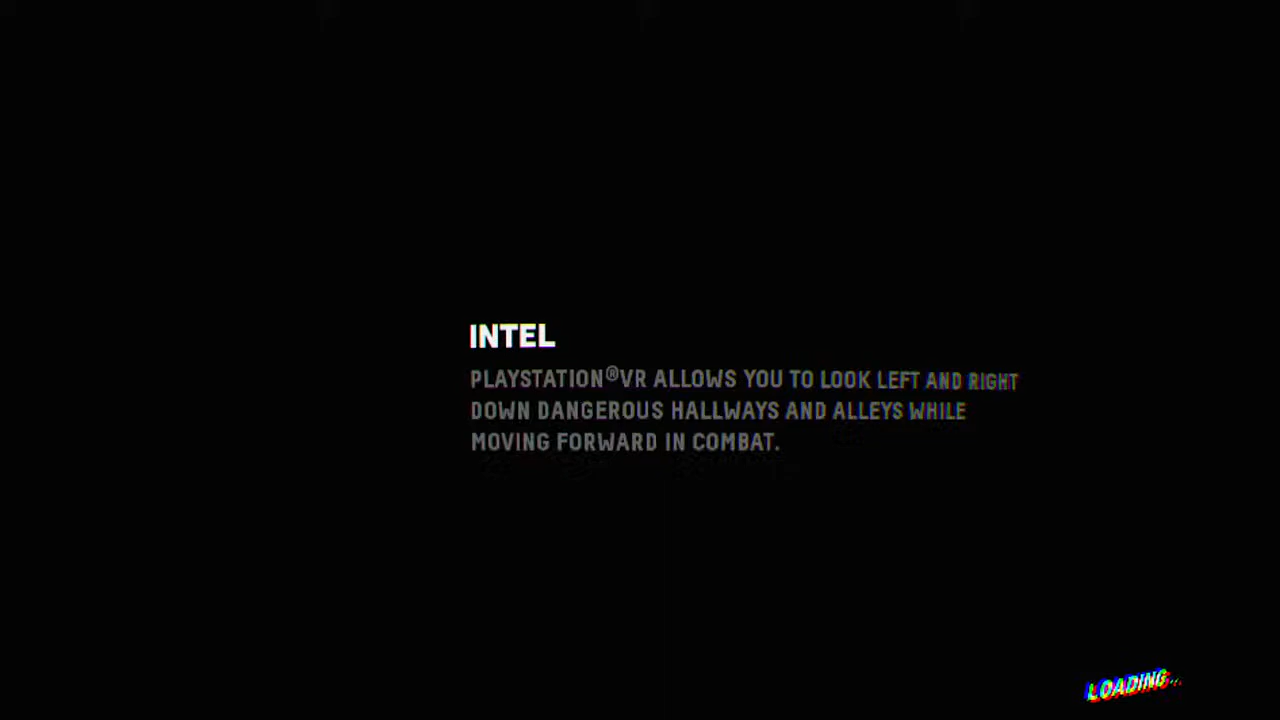 INTEL
PLAYSTATION®VR ALLOWS YOU TO LOOK LEFT AND RIGHT
DOWN DANGEROUS HALLWAYS AND ALLEYS WHILE
MOVING FORWARD IN COMBAT.
LOADING...